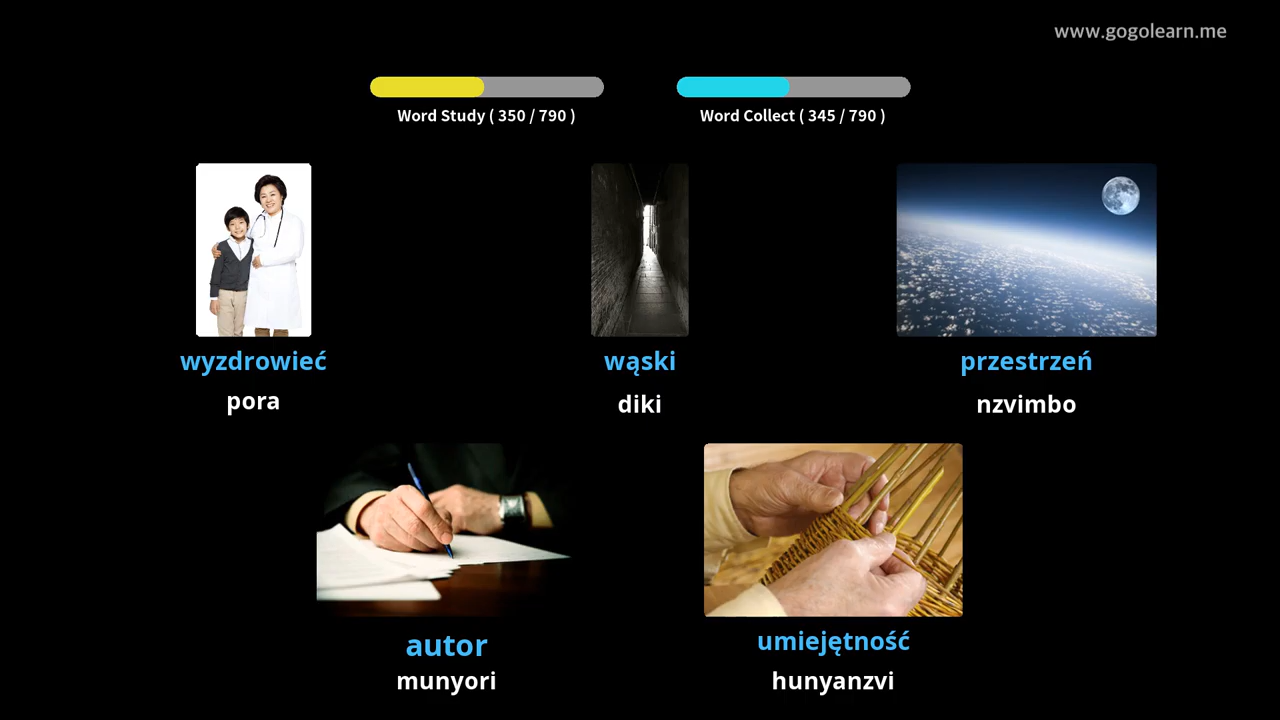 www.gogolearn.me
Word Study ( 350 / 790 )
Word Collect ( 345 / 790 )
wyzdrowieć
pora
wąski
diki
przestrzeń
nzvimbo
autor
munyori
umiejętność
hunyanzvi